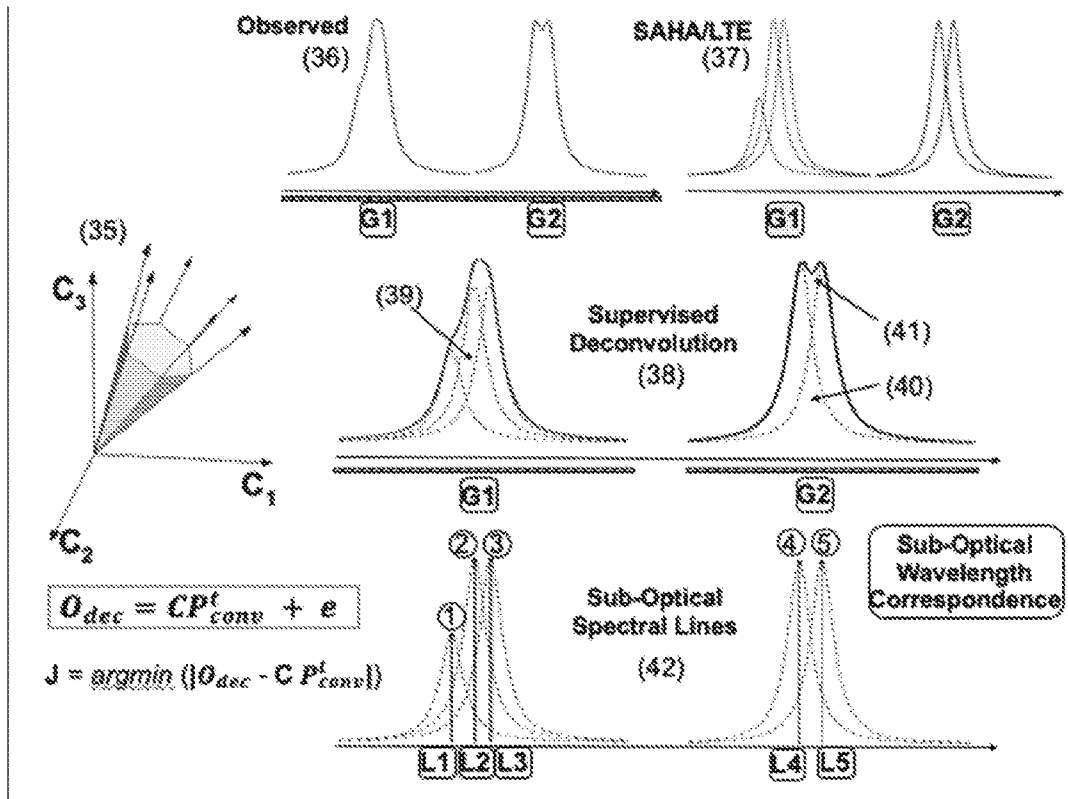 Observed
(36)
SAHA/LTE
(37)
G1
G2
G1
G2
(35)
C3
C1
C2
(39)
Supervised
Deconvolution
(38)
(41)
(40)
G1
G2
O_dec = CP^t_conv + e
J = argmin (|O_dec - C P^t_conv|)
① ② ③
④ ⑤
Sub-Optical
Spectral Lines
(42)
Sub-Optical
Wavelength
Correspondence
L1 L2 L3
L4 L5